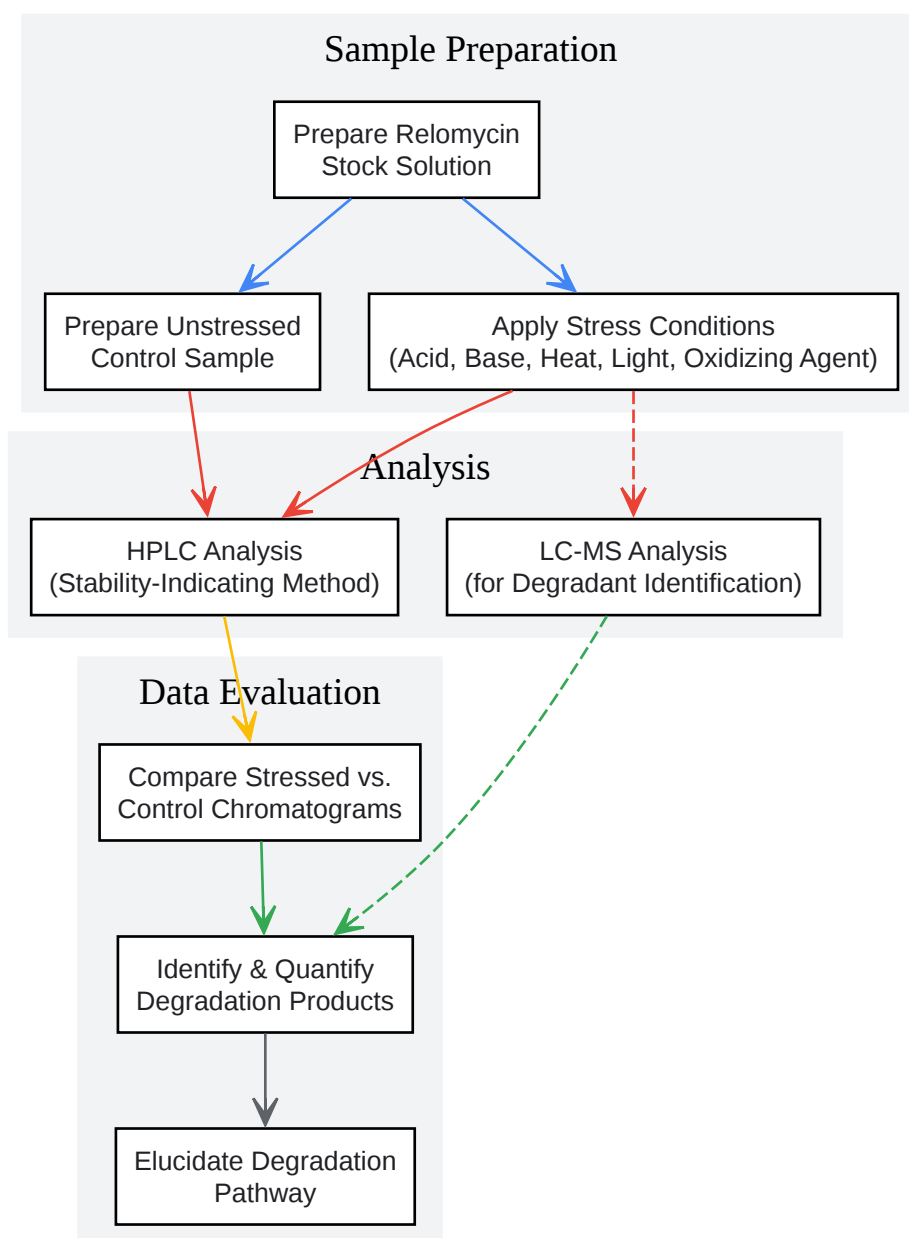 Sample Preparation
Prepare Relomycin
Stock Solution
Prepare Unstressed
Control Sample
Apply Stress Conditions
(Acid, Base, Heat, Light, Oxidizing Agent)
Analysis
HPLC Analysis
(Stability-Indicating Method)
LC-MS Analysis
(for Degradant Identification)
Data Evaluation
Compare Stressed vs.
Control Chromatograms
Identify & Quantify
Degradation Products
Elucidate Degradation
Pathway